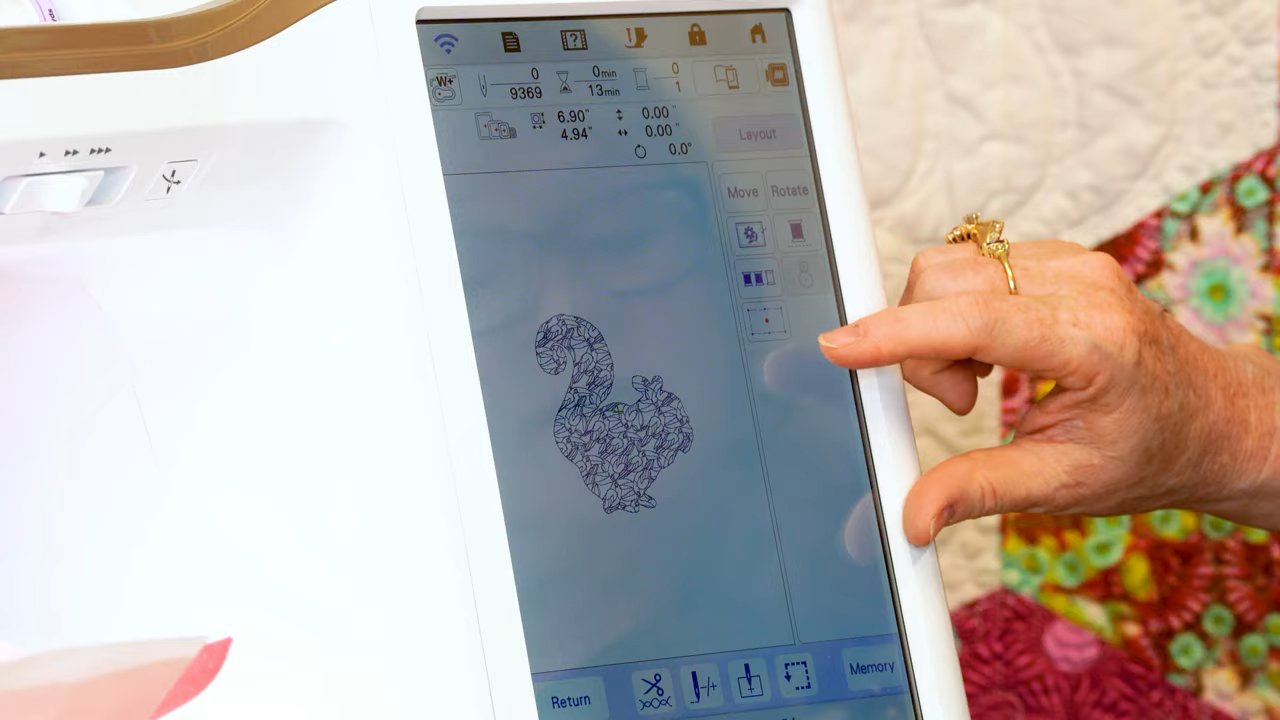 W+
0 0min 0
9369 13min 1
6.90" 0.00"
4.94" 0.00"
0.0°
Layout
Move Rotate
Return -/+ Memory